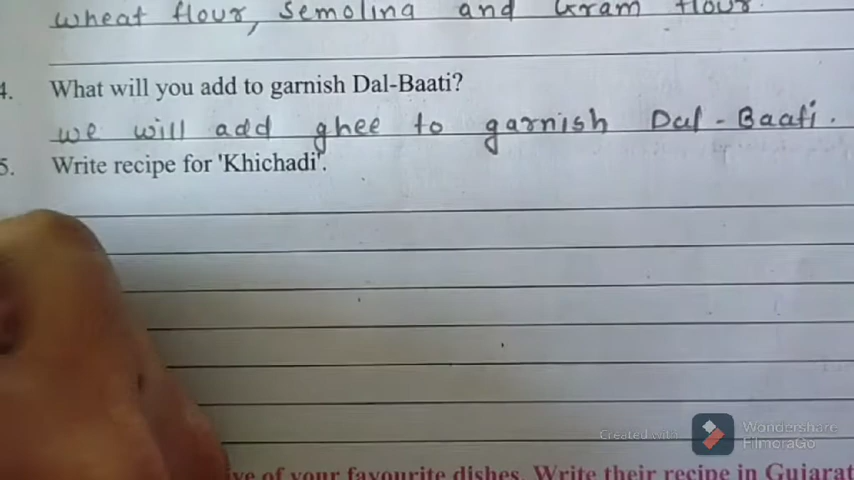 wheat flour, semolina and Gram flour.
4. What will you add to garnish Dal-Baati?
we will add ghee to garnish Dal-Baati.
5. Write recipe for 'Khichadi'.
Created with Wondershare FilmoraGo
of your favourite dishes. Write their recipe in Gujarat